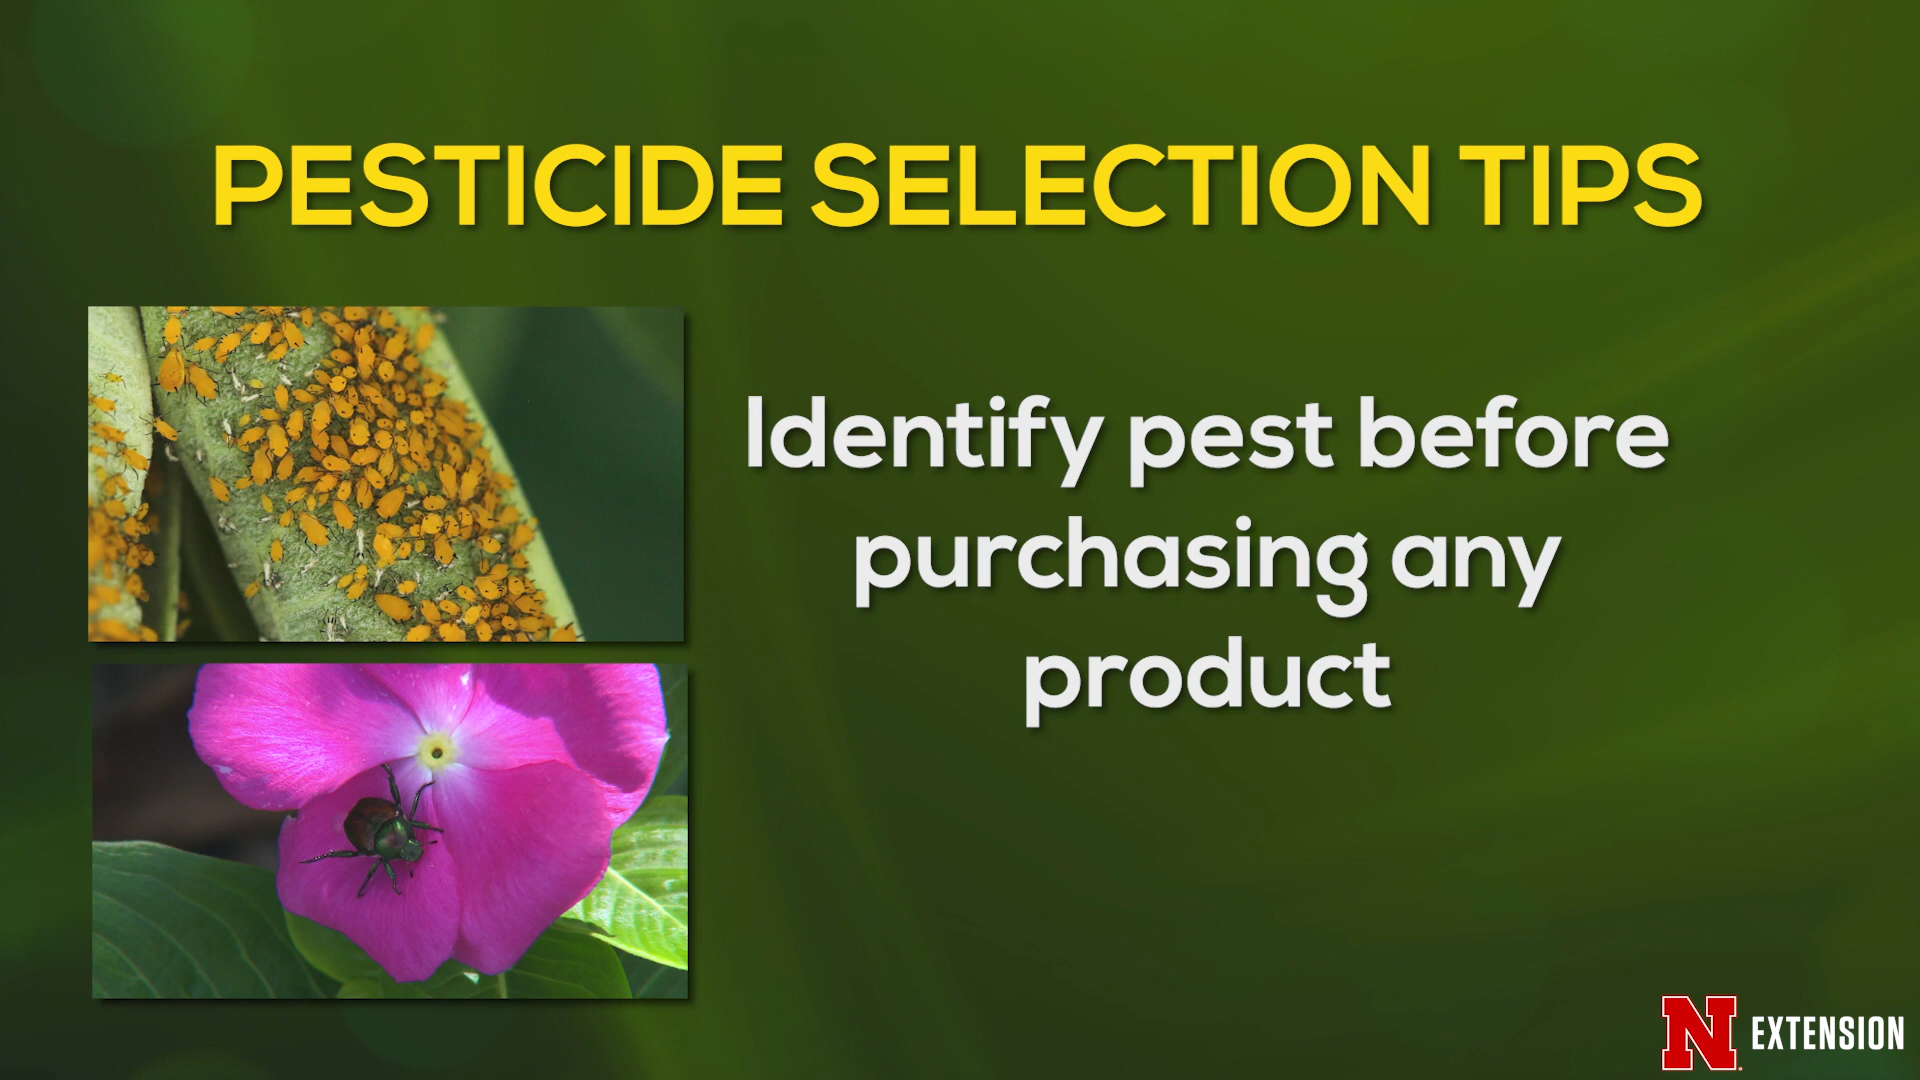 PESTICIDE SELECTION TIPS
Identify pest before
purchasing any
product
N EXTENSION